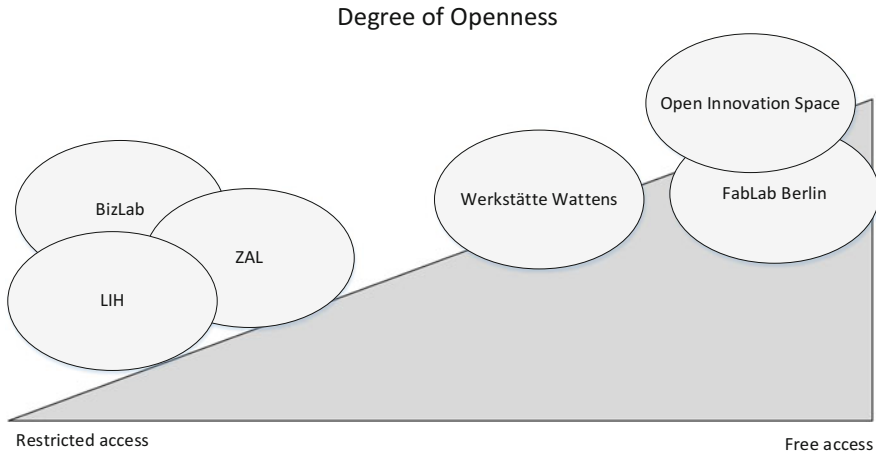 Degree of Openness
Open Innovation Space
FabLab Berlin
Werkstätte Wattens
BizLab
ZAL
LIH
Restricted access
Free access